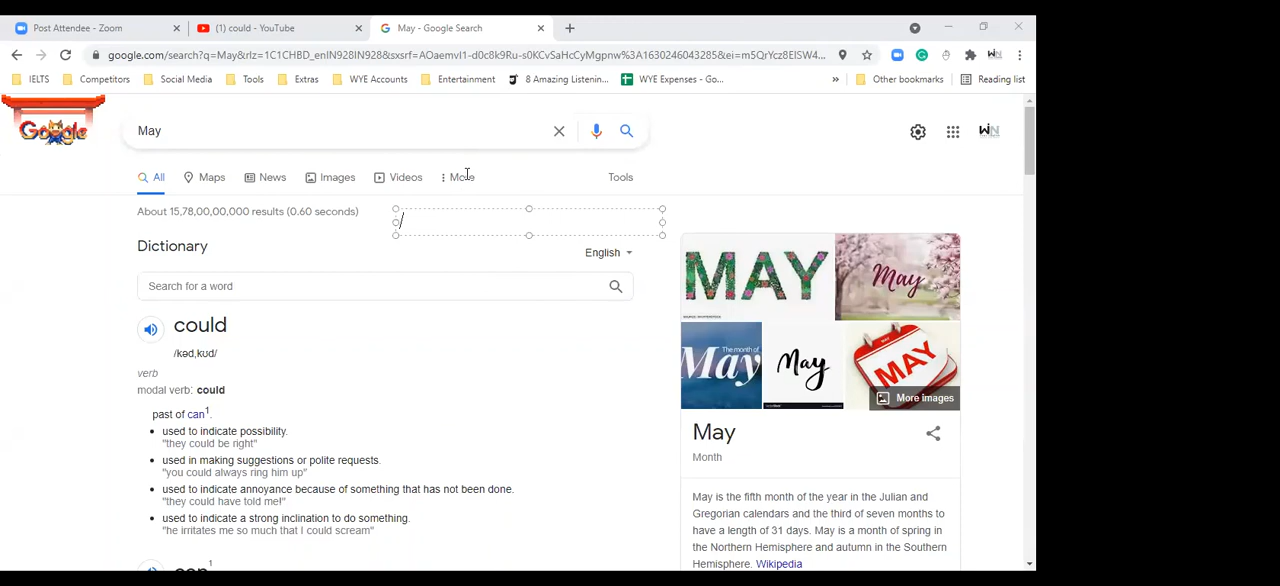 Post Attendee - Zoom
(1) could - YouTube
May - Google Search
google.com/search?q=May&rlz=1C1CHBD_enIN928IN928&sxsrf=AOaemvI1-d0c8k9Ru-s0KCvSaHcCyMgpnw%3A1630246043285&ei=m5QrYcz8EISW4...
IELTS
Competitors
Social Media
Tools
Extras
WYE Accounts
Entertainment
8 Amazing Listenin...
WYE Expenses - Go...
»
Other bookmarks
Reading list
Google
May
WIN
All
Maps
News
Images
Videos
More
Tools
About 15,78,00,00,000 results (0.60 seconds)
/
Dictionary
English
Search for a word
could
/kəd,kʊd/
verb
modal verb: could
past of can¹.
• used to indicate possibility.
"they could be right"
• used in making suggestions or polite requests.
"you could always ring him up"
• used to indicate annoyance because of something that has not been done.
"they could have told me!"
• used to indicate a strong inclination to do something.
"he irritates me so much that I could scream"
can¹
MAY
May
The month of
May
May
MAY
More images
May
Month
May is the fifth month of the year in the Julian and
Gregorian calendars and the third of seven months to
have a length of 31 days. May is a month of spring in
the Northern Hemisphere and autumn in the Southern
Hemisphere. Wikipedia